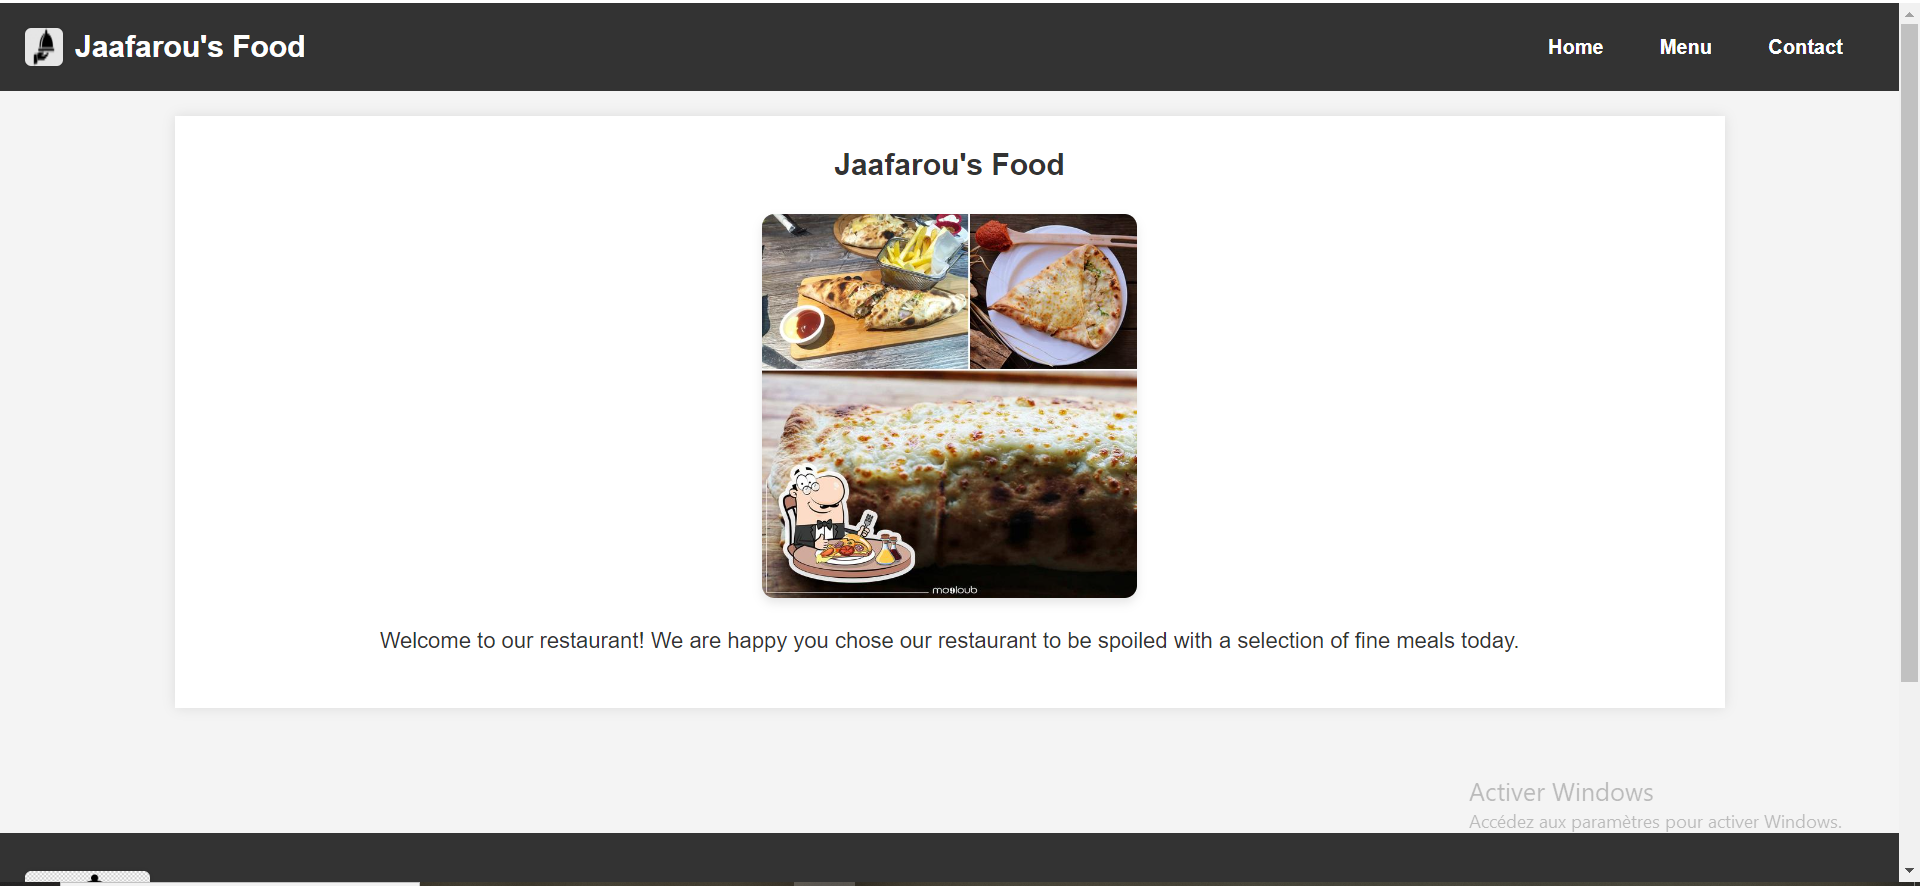 Jaafarou's Food
Home Menu Contact
Jaafarou's Food
mo9loub
Welcome to our restaurant! We are happy you chose our restaurant to be spoiled with a selection of fine meals today.
Activer Windows
Accédez aux paramètres pour activer Windows.